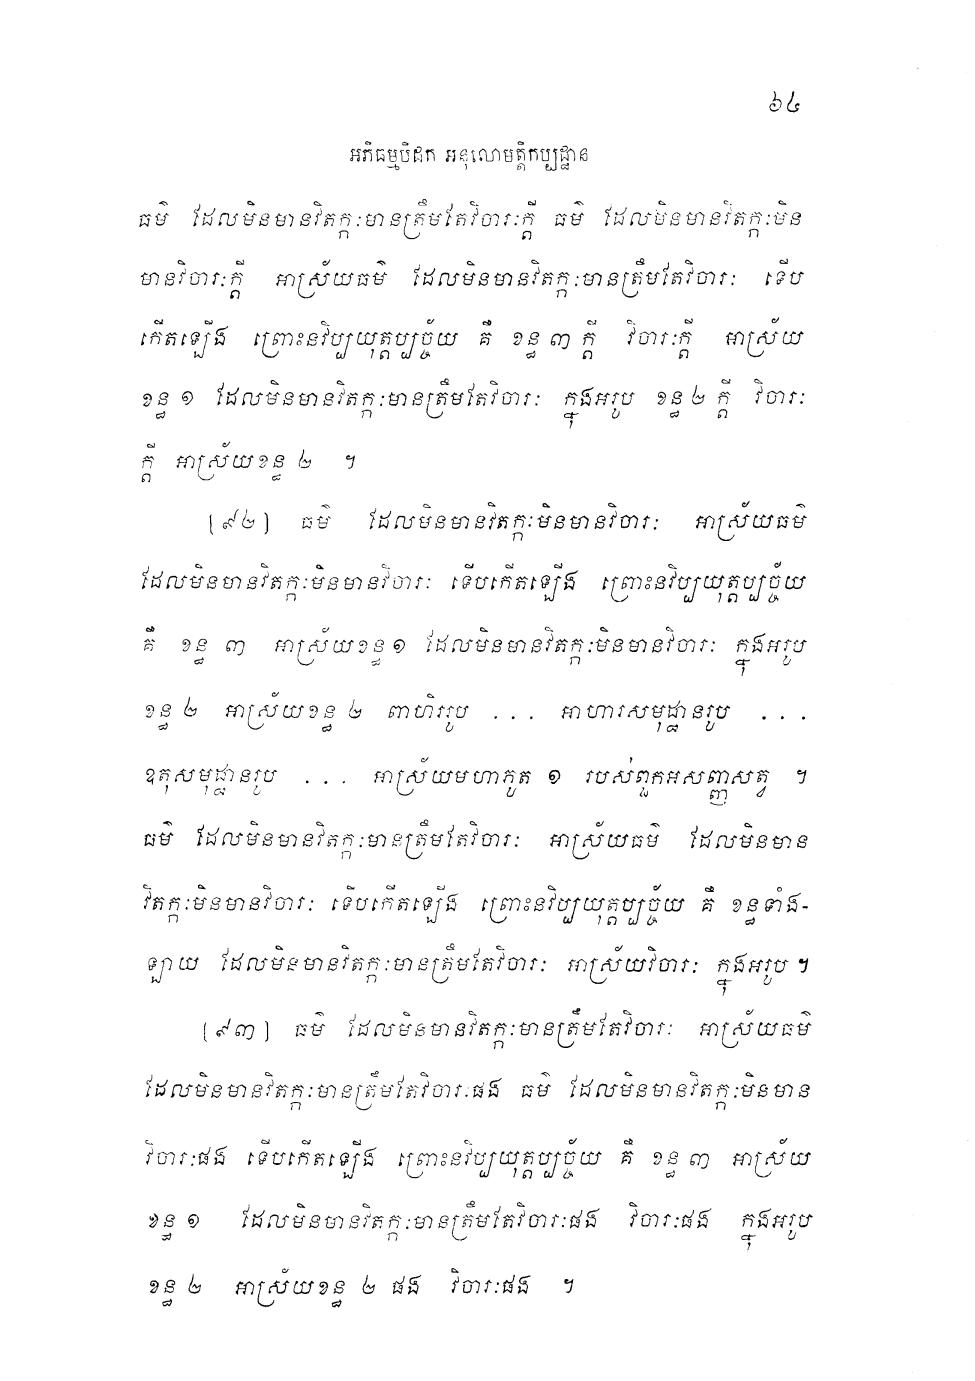 ៦៤
អភិធម្មបិដក អនុលោមត្តិកប្បដ្ឋាន
ធម៌ ដែលមិនមានវិតក្កៈមានត្រឹមតែវិចារៈក្តី ធម៌ ដែលមិនមានវិតក្កៈមិន
មានវិចារៈក្តី អាស្រ័យធម៌ ដែលមិនមានវិតក្កៈមានត្រឹមតែវិចារៈ ទើប
កើតឡើង ព្រោះនវិប្បយុត្តប្បច្ច័យ គឺ ខន្ធ ៣ ក្តី វិចារៈក្តី អាស្រ័យ
ខន្ធ ១ ដែលមិនមានវិតក្កៈមានត្រឹមតែវិចារៈ ក្នុងអរូប ខន្ធ ២ ក្តី វិចារៈ
ក្តី អាស្រ័យខន្ធ ២ ។
[៩២] ធម៌ ដែលមិនមានវិតក្កៈមិនមានវិចារៈ អាស្រ័យធម៌
ដែលមិនមានវិតក្កៈមិនមានវិចារៈ ទើបកើតឡើង ព្រោះនវិប្បយុត្តប្បច្ច័យ
គឺ ខន្ធ ៣ អាស្រ័យខន្ធ ១ ដែលមិនមានវិតក្កៈមិនមានវិចារៈ ក្នុងអរូប
ខន្ធ ២ អាស្រ័យខន្ធ ២ ពាហិររូប ... អាហារសមុដ្ឋានរូប ...
ឧតុសមុដ្ឋានរូប ... អាស្រ័យមហាភូត ១ របស់ពួកអសញ្ញសត្វ ។
ធម៌ ដែលមិនមានវិតក្កៈមានត្រឹមតែវិចារៈ អាស្រ័យធម៌ ដែលមិនមាន
វិតក្កៈមិនមានវិចារៈ ទើបកើតឡើង ព្រោះនវិប្បយុត្តប្បច្ច័យ គឺ ខន្ធទាំង-
ឡាយ ដែលមិនមានវិតក្កៈមានត្រឹមតែវិចារៈ អាស្រ័យវិចារៈ ក្នុងអរូប ។
[៩៣] ធម៌ ដែលមិនមានវិតក្កៈមានត្រឹមតែវិចារៈ អាស្រ័យធម៌
ដែលមិនមានវិតក្កៈមានត្រឹមតែវិចារៈផង ធម៌ ដែលមិនមានវិតក្កៈមិនមាន
វិចារៈផង ទើបកើតឡើង ព្រោះនវិប្បយុត្តប្បច្ច័យ គឺ ខន្ធ ៣ អាស្រ័យ
ខន្ធ ១ ដែលមិនមានវិតក្កៈមានត្រឹមតែវិចារៈផង វិចារៈផង ក្នុងអរូប
ខន្ធ ២ អាស្រ័យខន្ធ ២ ផង វិចារៈផង ។